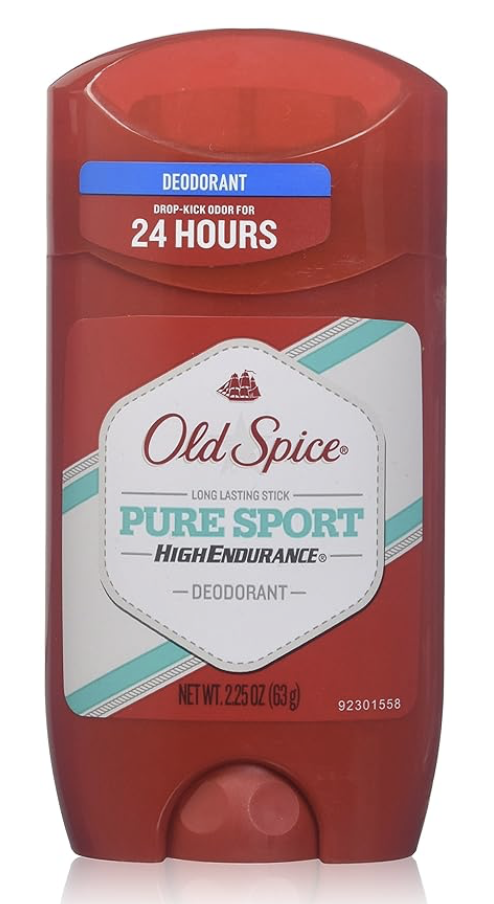 DEODORANT
DROP-KICK ODOR FOR
24 HOURS
Old Spice®
LONG LASTING STICK
PURE SPORT
HIGHENDURANCE®
DEODORANT
NET WT. 2.25 OZ (63 g)
92301558